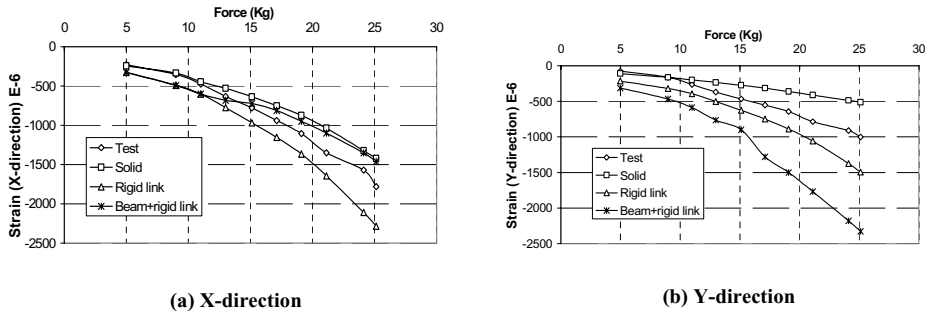 Force (Kg)
0 5 10 15 20 25 30
0
-500
-1000
-1500
-2000
-2500
Strain (X-direction) E-6
Test
Solid
Rigid link
Beam+rigid link
(a) X-direction
Force (Kg)
0 5 10 15 20 25 30
0
-500
-1000
-1500
-2000
-2500
Strain (Y-direction) E-6
Test
Solid
Rigid link
Beam+rigid link
(b) Y-direction